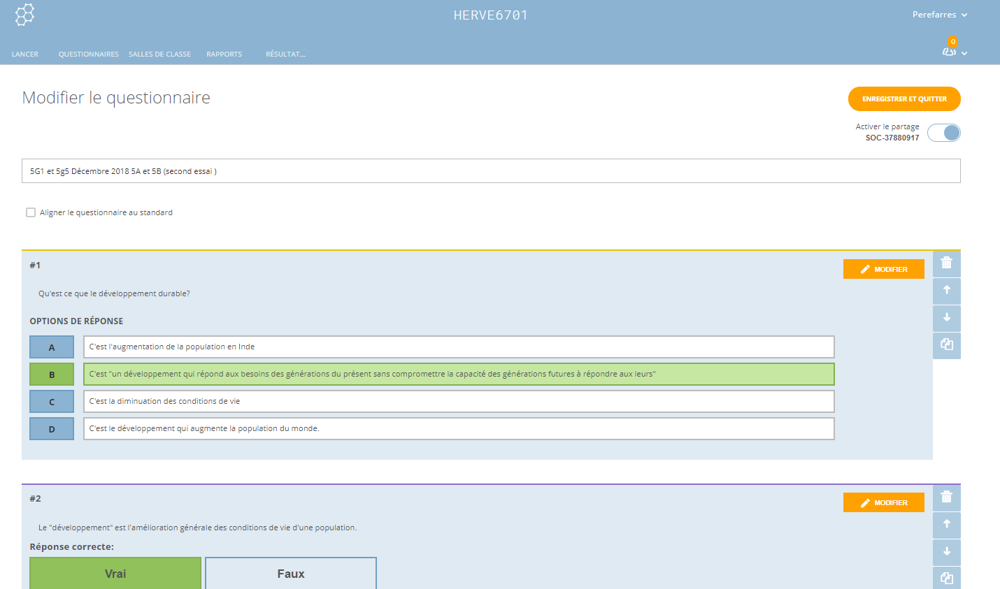 HERVE6701
Perefarres
LANCER QUESTIONNAIRES SALLES DE CLASSE RAPPORTS RÉSULTAT...
0
Modifier le questionnaire
ENREGISTRER ET QUITTER
Activer le partage
SOC-37880917
5G1 et 5g5 Décembre 2018 5A et 5B (second essai )
Aligner le questionnaire au standard
#1
MODIFIER
Qu'est ce que le développement durable?
OPTIONS DE RÉPONSE
A C'est l'augmentation de la population en Inde
B C'est "un développement qui répond aux besoins des générations du présent sans compromettre la capacité des générations futures à répondre aux leurs"
C C'est la diminuation des conditions de vie
D C'est le développement qui augmente la population du monde.
#2
MODIFIER
Le "développement" est l'amélioration générale des conditions de vie d'une population.
Réponse correcte:
Vrai Faux